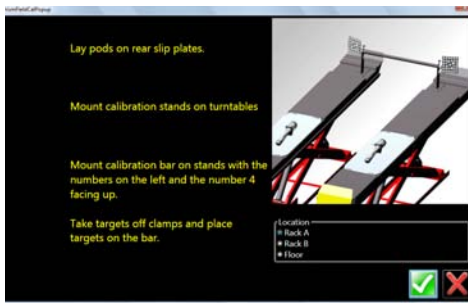 Lay pods on rear slip plates.
Mount calibration stands on turntables
Mount calibration bar on stands with the
numbers on the left and the number 4
facing up.
Take targets off clamps and place
targets on the bar.
Location
Rack A
Rack B
Floor